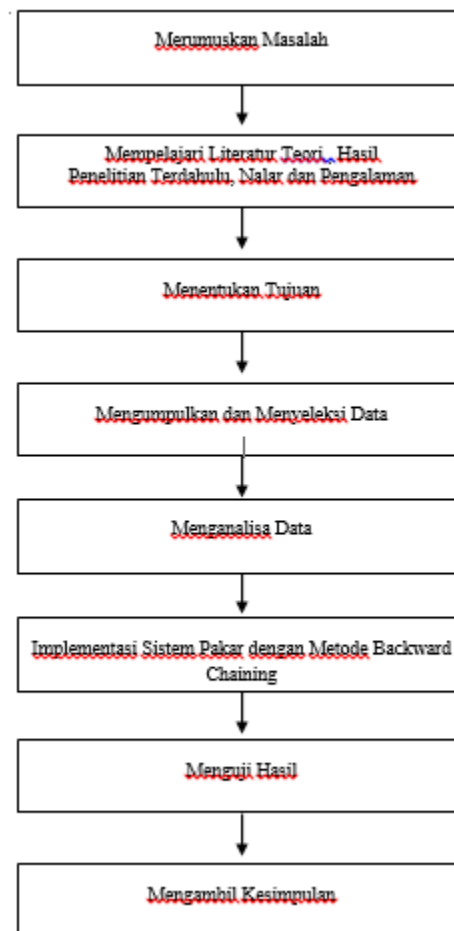 Merumuskan Masalah
Mempelajari Literatur Teori , Hasil
Penelitian Terdahulu, Nalar dan Pengalaman
Menentukan Tujuan
Mengumpulkan dan Menyeleksi Data
Menganalisa Data
Implementasi Sistem Pakar dengan Metode Backward
Chaining
Menguji Hasil
Mengambil Kesimpulan